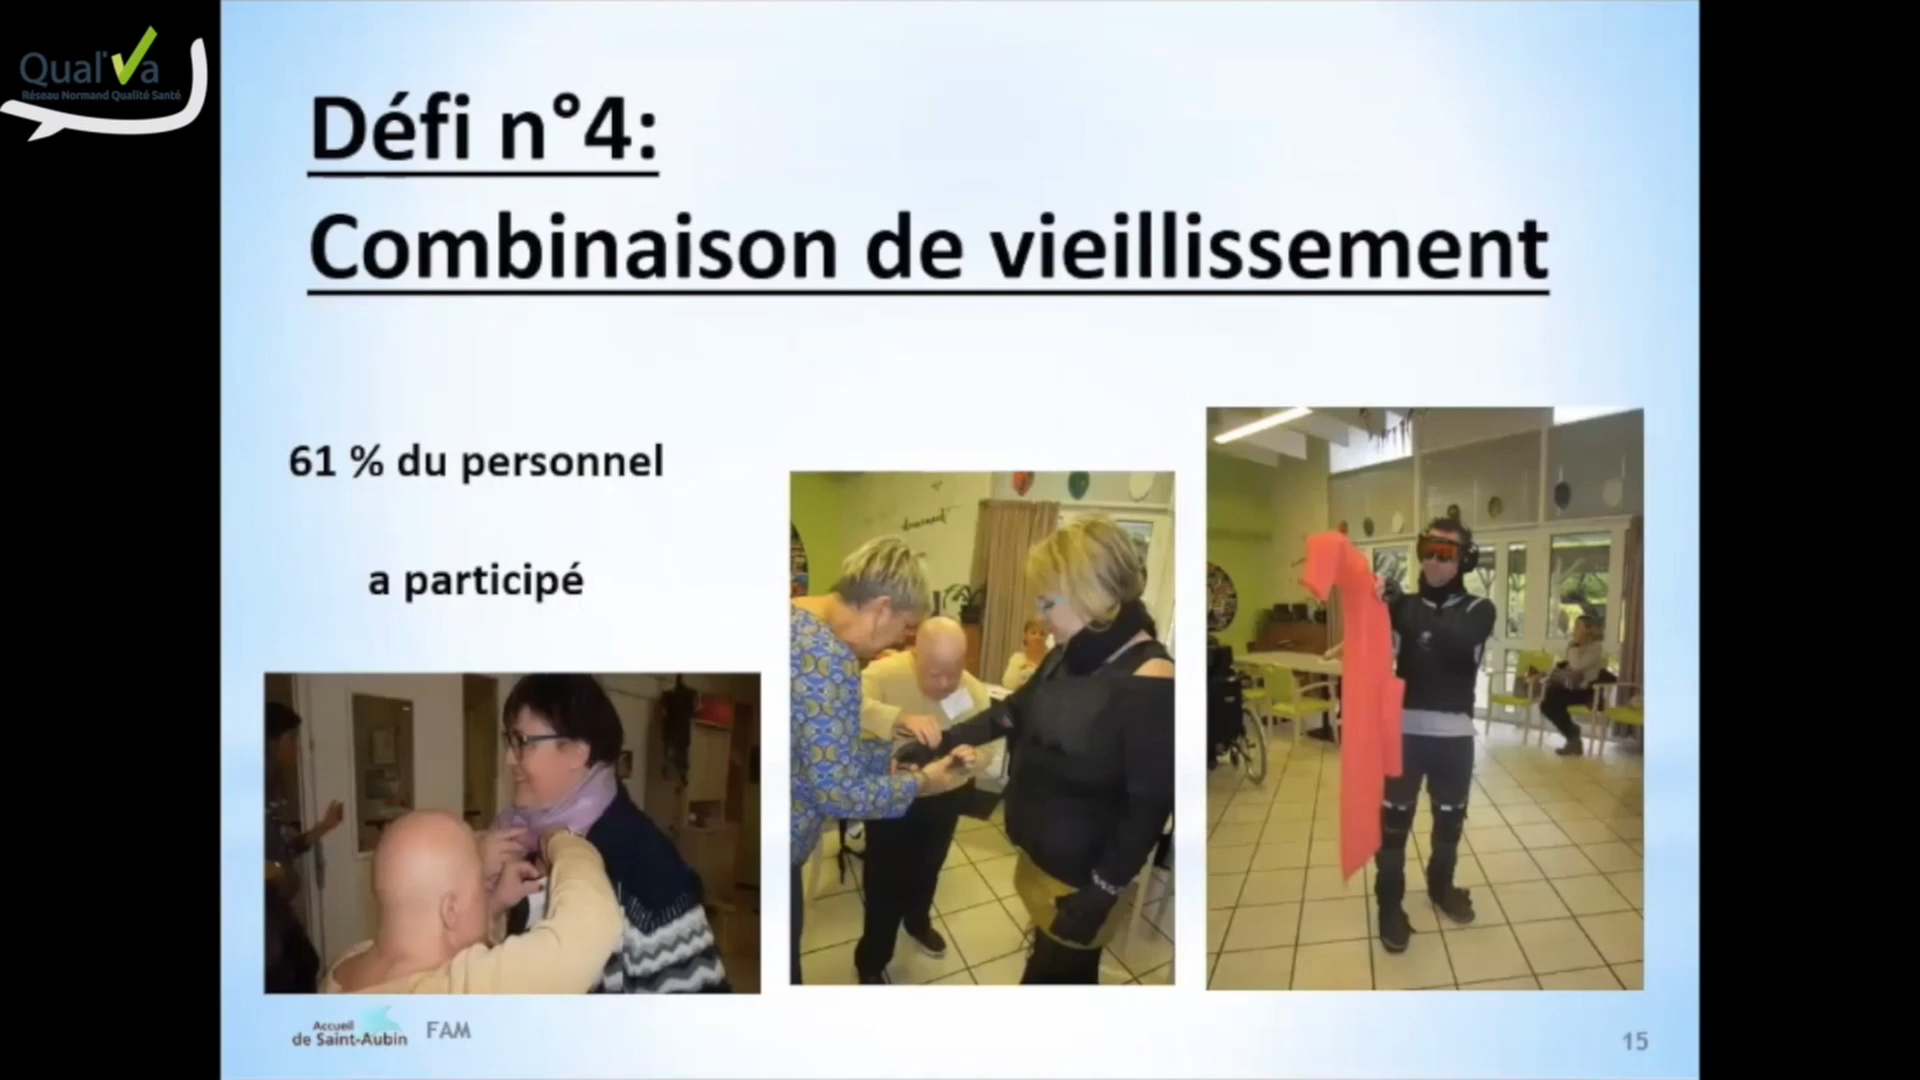 Qual'Va
Réseau Normand Qualité Santé
Défi n°4:
Combinaison de vieillissement
61 % du personnel
a participé
doucement
Accueil
de Saint-Aubin
FAM
15